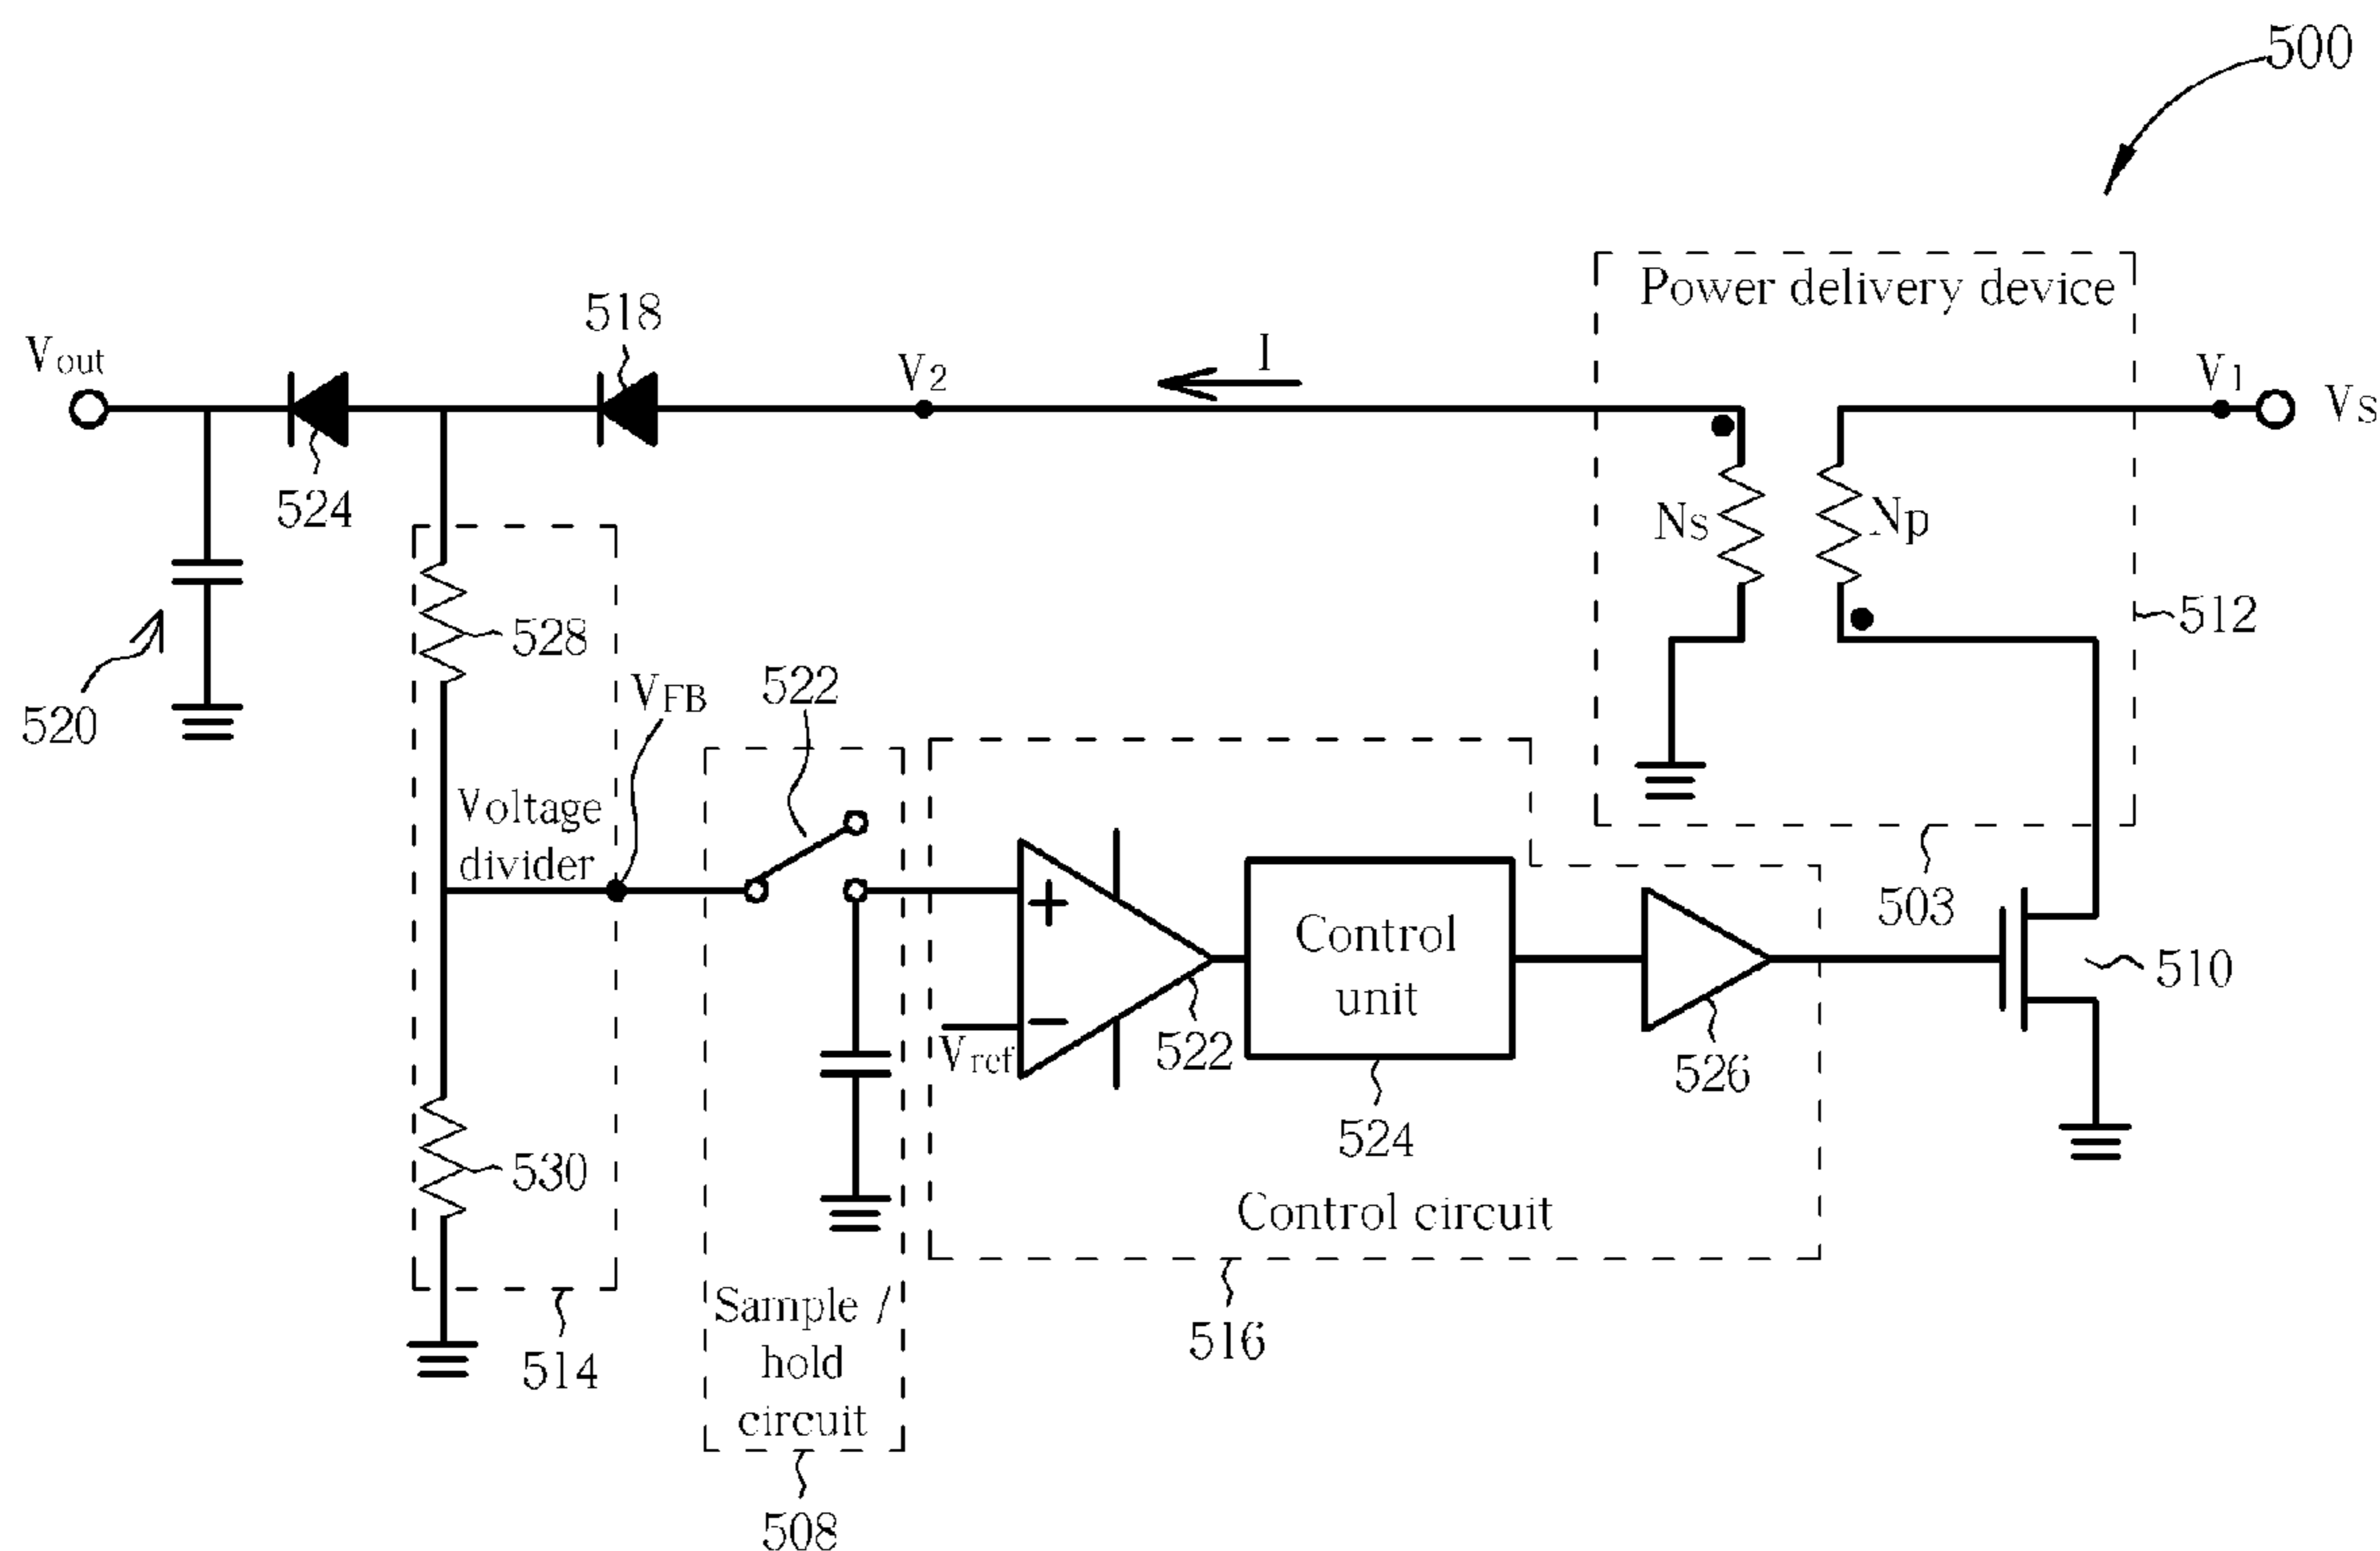 500
Power delivery device
518
Vout
V2
I
V1
VS
524
NS
Np
528
512
520
VFB
522
Voltage
divider
503
+
Control
unit
510
−
Vref
522
526
524
530
Control circuit
Sample /
hold
circuit
516
514
508